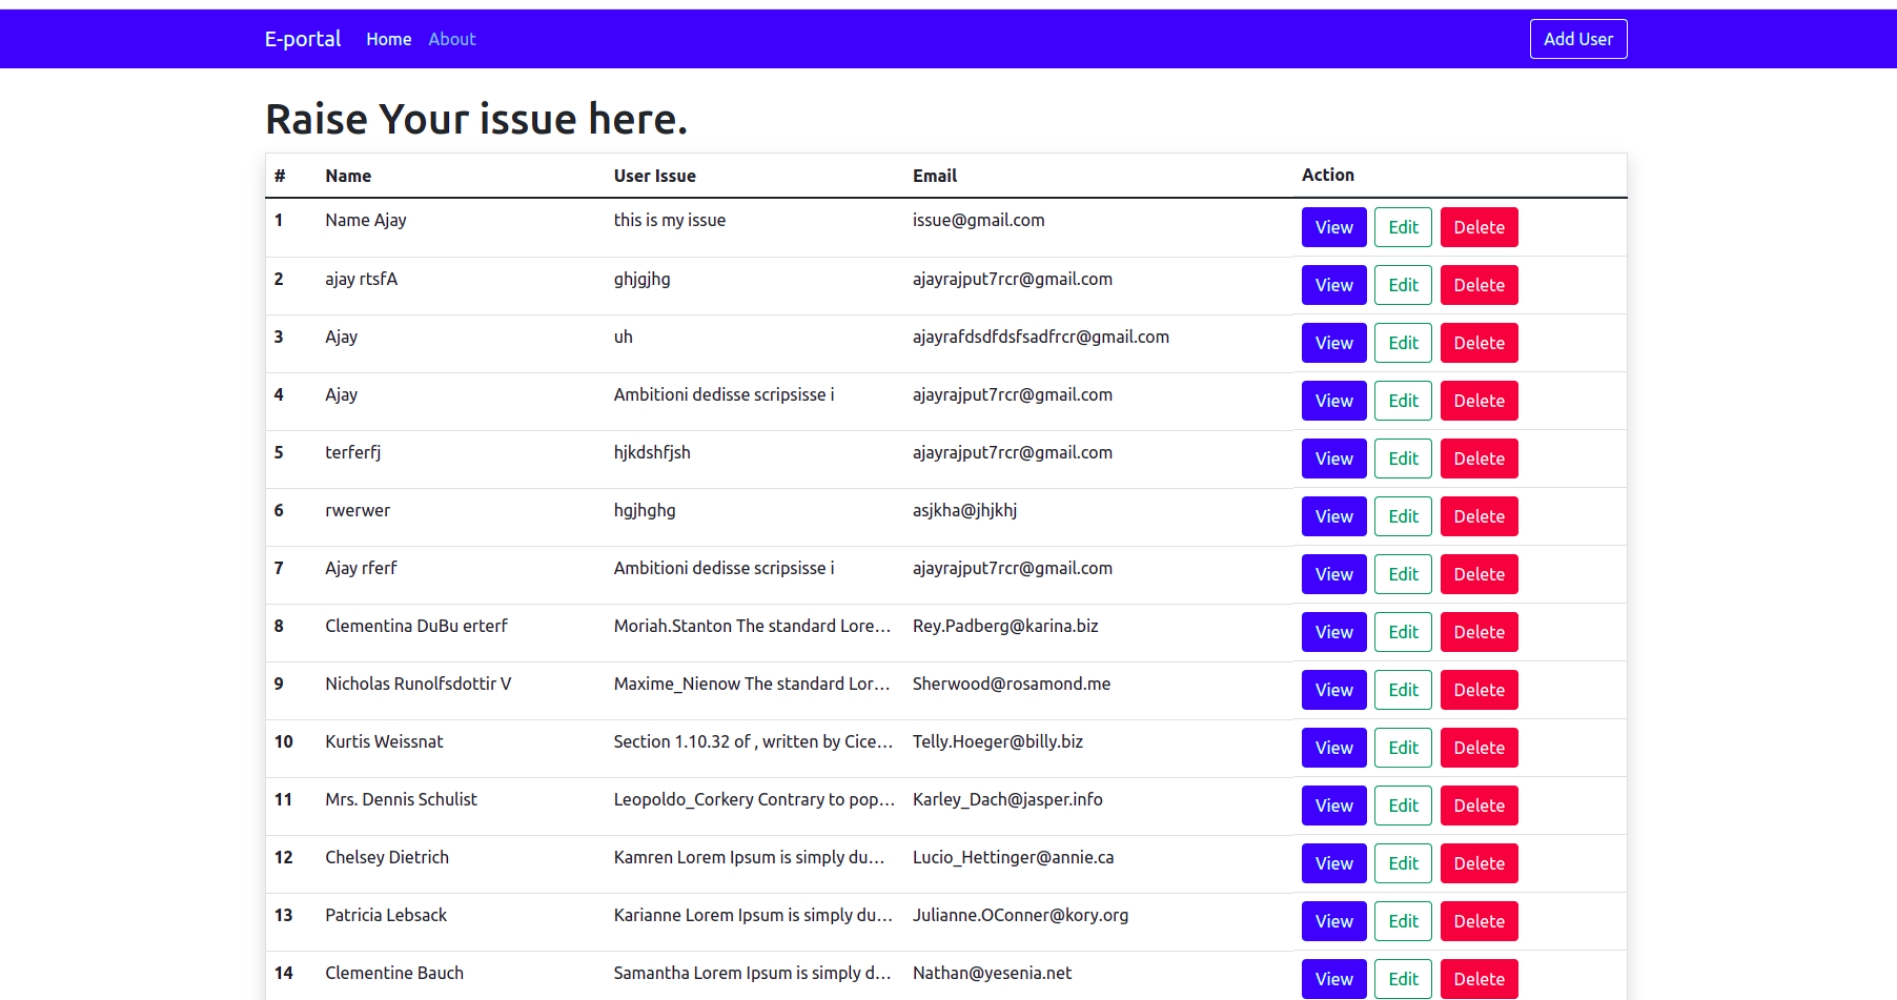 E-portal Home About Add User
Raise Your issue here.
# Name User Issue Email Action
1 Name Ajay this is my issue issue@gmail.com View Edit Delete
2 ajay rtsfA ghjgjhg ajayrajput7rcr@gmail.com View Edit Delete
3 Ajay uh ajayrafdsdfdsfsadfrcr@gmail.com View Edit Delete
4 Ajay Ambitioni dedisse scripsisse i ajayrajput7rcr@gmail.com View Edit Delete
5 terferfj hjkdshfjsh ajayrajput7rcr@gmail.com View Edit Delete
6 rwerwer hgjhghg asjkha@jhjkhj View Edit Delete
7 Ajay rferf Ambitioni dedisse scripsisse i ajayrajput7rcr@gmail.com View Edit Delete
8 Clementina DuBu erterf Moriah.Stanton The standard Lore... Rey.Padberg@karina.biz View Edit Delete
9 Nicholas Runolfsdottir V Maxime_Nienow The standard Lor... Sherwood@rosamond.me View Edit Delete
10 Kurtis Weissnat Section 1.10.32 of , written by Cice... Telly.Hoeger@billy.biz View Edit Delete
11 Mrs. Dennis Schulist Leopoldo_Corkery Contrary to pop... Karley_Dach@jasper.info View Edit Delete
12 Chelsey Dietrich Kamren Lorem Ipsum is simply du... Lucio_Hettinger@annie.ca View Edit Delete
13 Patricia Lebsack Karianne Lorem Ipsum is simply du... Julianne.OConner@kory.org View Edit Delete
14 Clementine Bauch Samantha Lorem Ipsum is simply d... Nathan@yesenia.net View Edit Delete